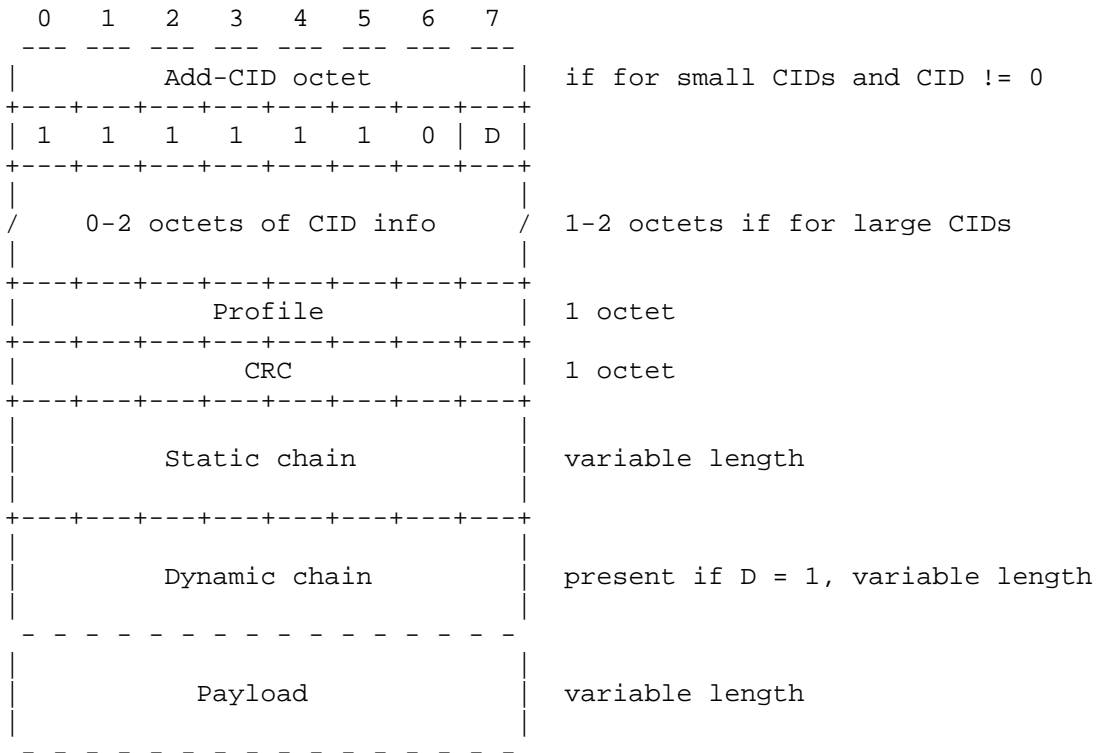 0 1 2 3 4 5 6 7
--- --- --- --- --- --- --- ---
| Add-CID octet | if for small CIDs and CID != 0
+---+---+---+---+---+---+---+---+
| 1 1 1 1 1 1 0 | D |
+---+---+---+---+---+---+---+---+
| |
/ 0-2 octets of CID info / 1-2 octets if for large CIDs
| |
+---+---+---+---+---+---+---+---+
| Profile | 1 octet
+---+---+---+---+---+---+---+---+
| CRC | 1 octet
+---+---+---+---+---+---+---+---+
| |
| Static chain | variable length
| |
+---+---+---+---+---+---+---+---+
| |
| Dynamic chain | present if D = 1, variable length
| |
- - - - - - - - - - - - - - - -
| |
| Payload | variable length
| |
- - - - - - - - - - - - - - - -